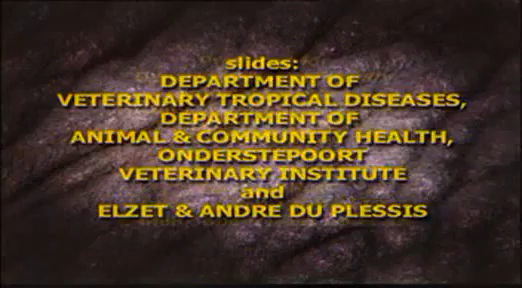 slides:
DEPARTMENT OF
VETERINARY TROPICAL DISEASES,
DEPARTMENT OF
ANIMAL & COMMUNITY HEALTH,
ONDERSTEPOORT
VETERINARY INSTITUTE
and
ELZET & ANDRE DU PLESSIS